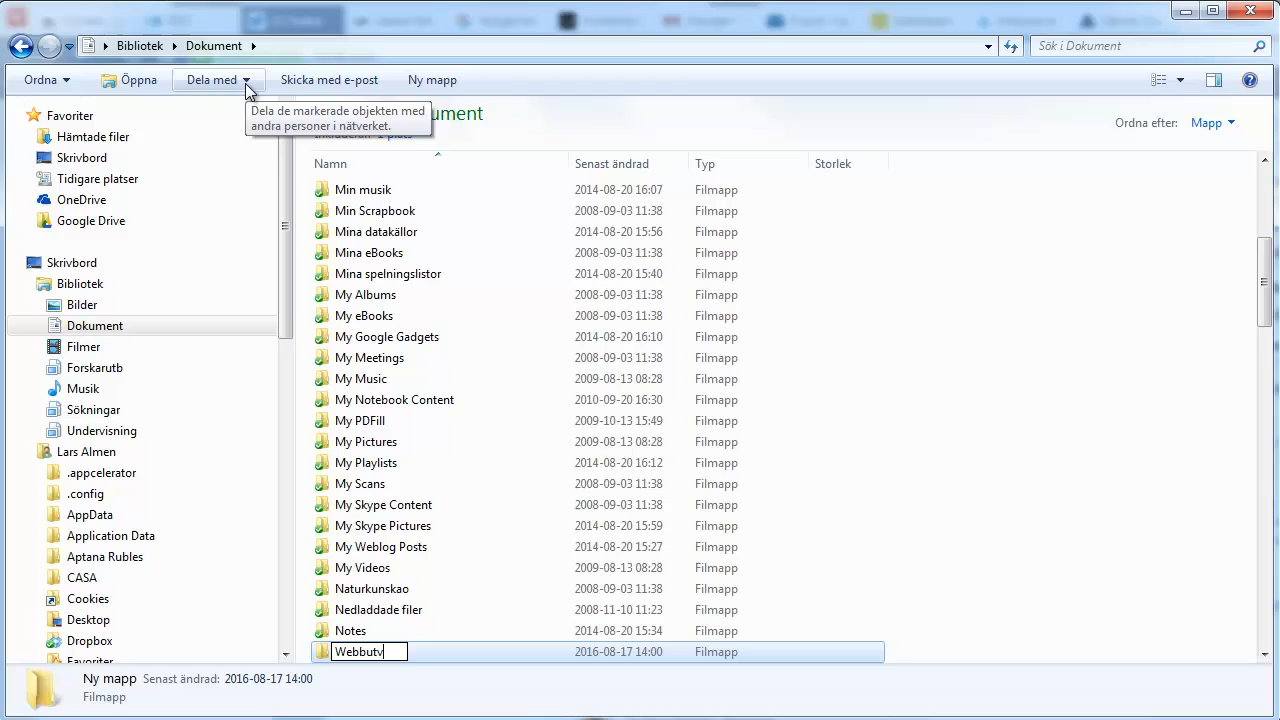 Bibliotek Dokument
Sök i Dokument
Ordna Öppna Dela med Skicka med e-post Ny mapp
Dela de markerade objekten med
andra personer i nätverket.
ument
Ordna efter: Mapp
Namn Senast ändrad Typ Storlek
Favoriter
Hämtade filer
Skrivbord
Tidigare platser
OneDrive
Google Drive
Skrivbord
Bibliotek
Bilder
Dokument
Filmer
Forskarutb
Musik
Sökningar
Undervisning
Lars Almen
.appcelerator
.config
AppData
Application Data
Aptana Rubles
CASA
Cookies
Desktop
Dropbox
Favoriter
Min musik 2014-08-20 16:07 Filmapp
Min Scrapbook 2008-09-03 11:38 Filmapp
Mina datakällor 2014-08-20 15:56 Filmapp
Mina eBooks 2008-09-03 11:38 Filmapp
Mina spelningslistor 2014-08-20 15:40 Filmapp
My Albums 2008-09-03 11:38 Filmapp
My eBooks 2008-09-03 11:38 Filmapp
My Google Gadgets 2014-08-20 16:10 Filmapp
My Meetings 2008-09-03 11:38 Filmapp
My Music 2009-08-13 08:28 Filmapp
My Notebook Content 2010-09-20 16:30 Filmapp
My PDFill 2009-10-13 15:49 Filmapp
My Pictures 2009-08-13 08:28 Filmapp
My Playlists 2014-08-20 16:12 Filmapp
My Scans 2008-09-03 11:38 Filmapp
My Skype Content 2008-09-03 11:38 Filmapp
My Skype Pictures 2014-08-20 15:59 Filmapp
My Weblog Posts 2014-08-20 15:27 Filmapp
My Videos 2009-08-13 08:28 Filmapp
Naturkunskao 2008-09-03 11:38 Filmapp
Nedladdade filer 2008-11-10 11:23 Filmapp
Notes 2014-08-20 15:34 Filmapp
Webbutv 2016-08-17 14:00 Filmapp
Ny mapp Senast ändrad: 2016-08-17 14:00
Filmapp